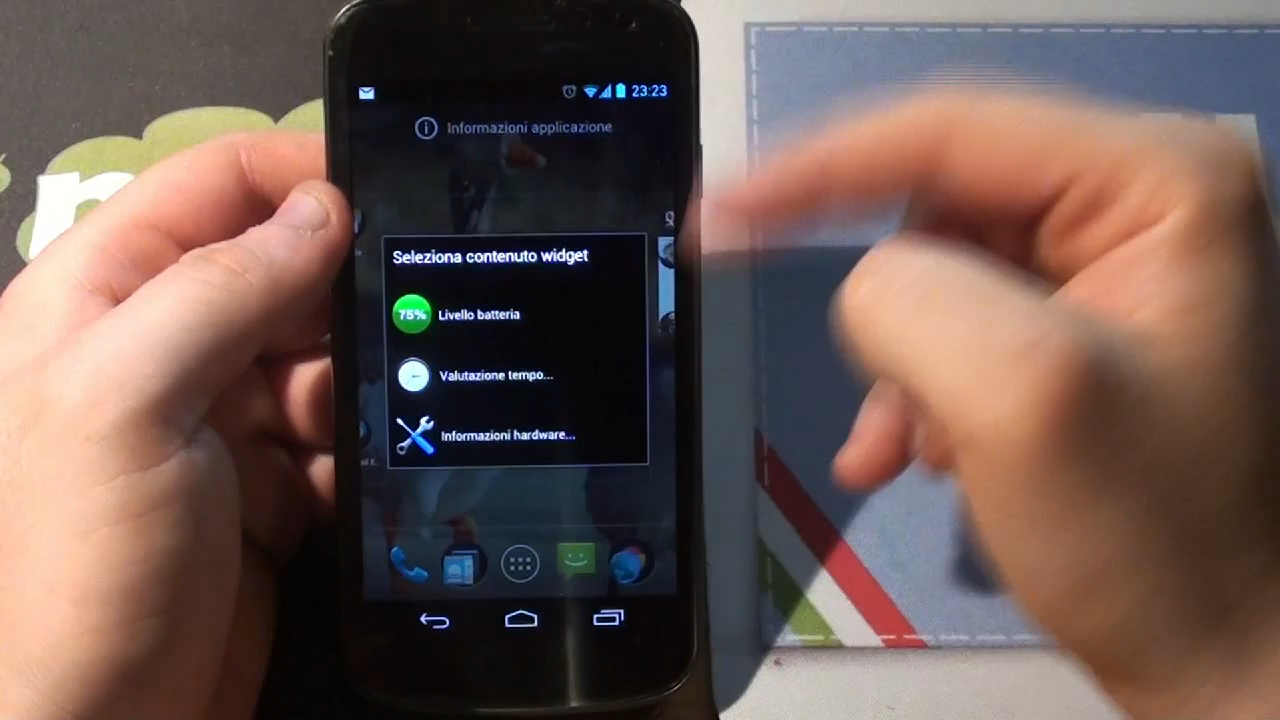 23:23
Informazioni applicazione
Seleziona contenuto widget
75% Livello batteria
Valutazione tempo...
Informazioni hardware...